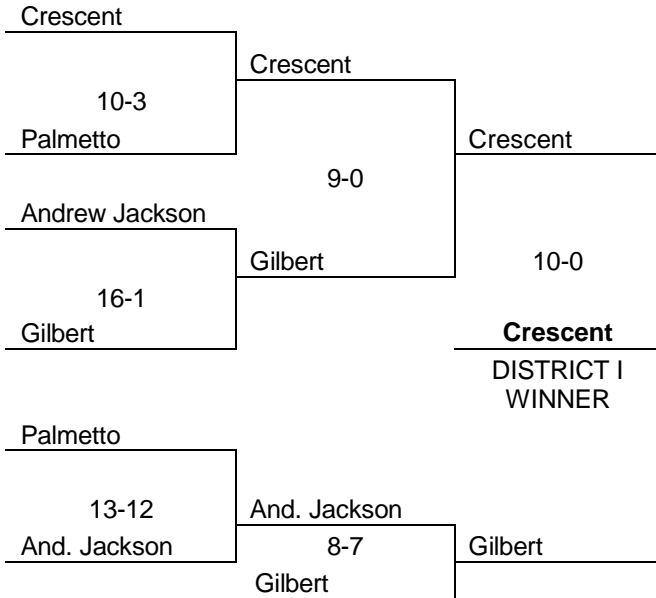 Crescent
Crescent
10-3
Palmetto
Crescent
9-0
Andrew Jackson
Gilbert
10-0
16-1
Gilbert
Crescent
DISTRICT I
WINNER
Palmetto
13-12
And. Jackson
And. Jackson
8-7
Gilbert
Gilbert